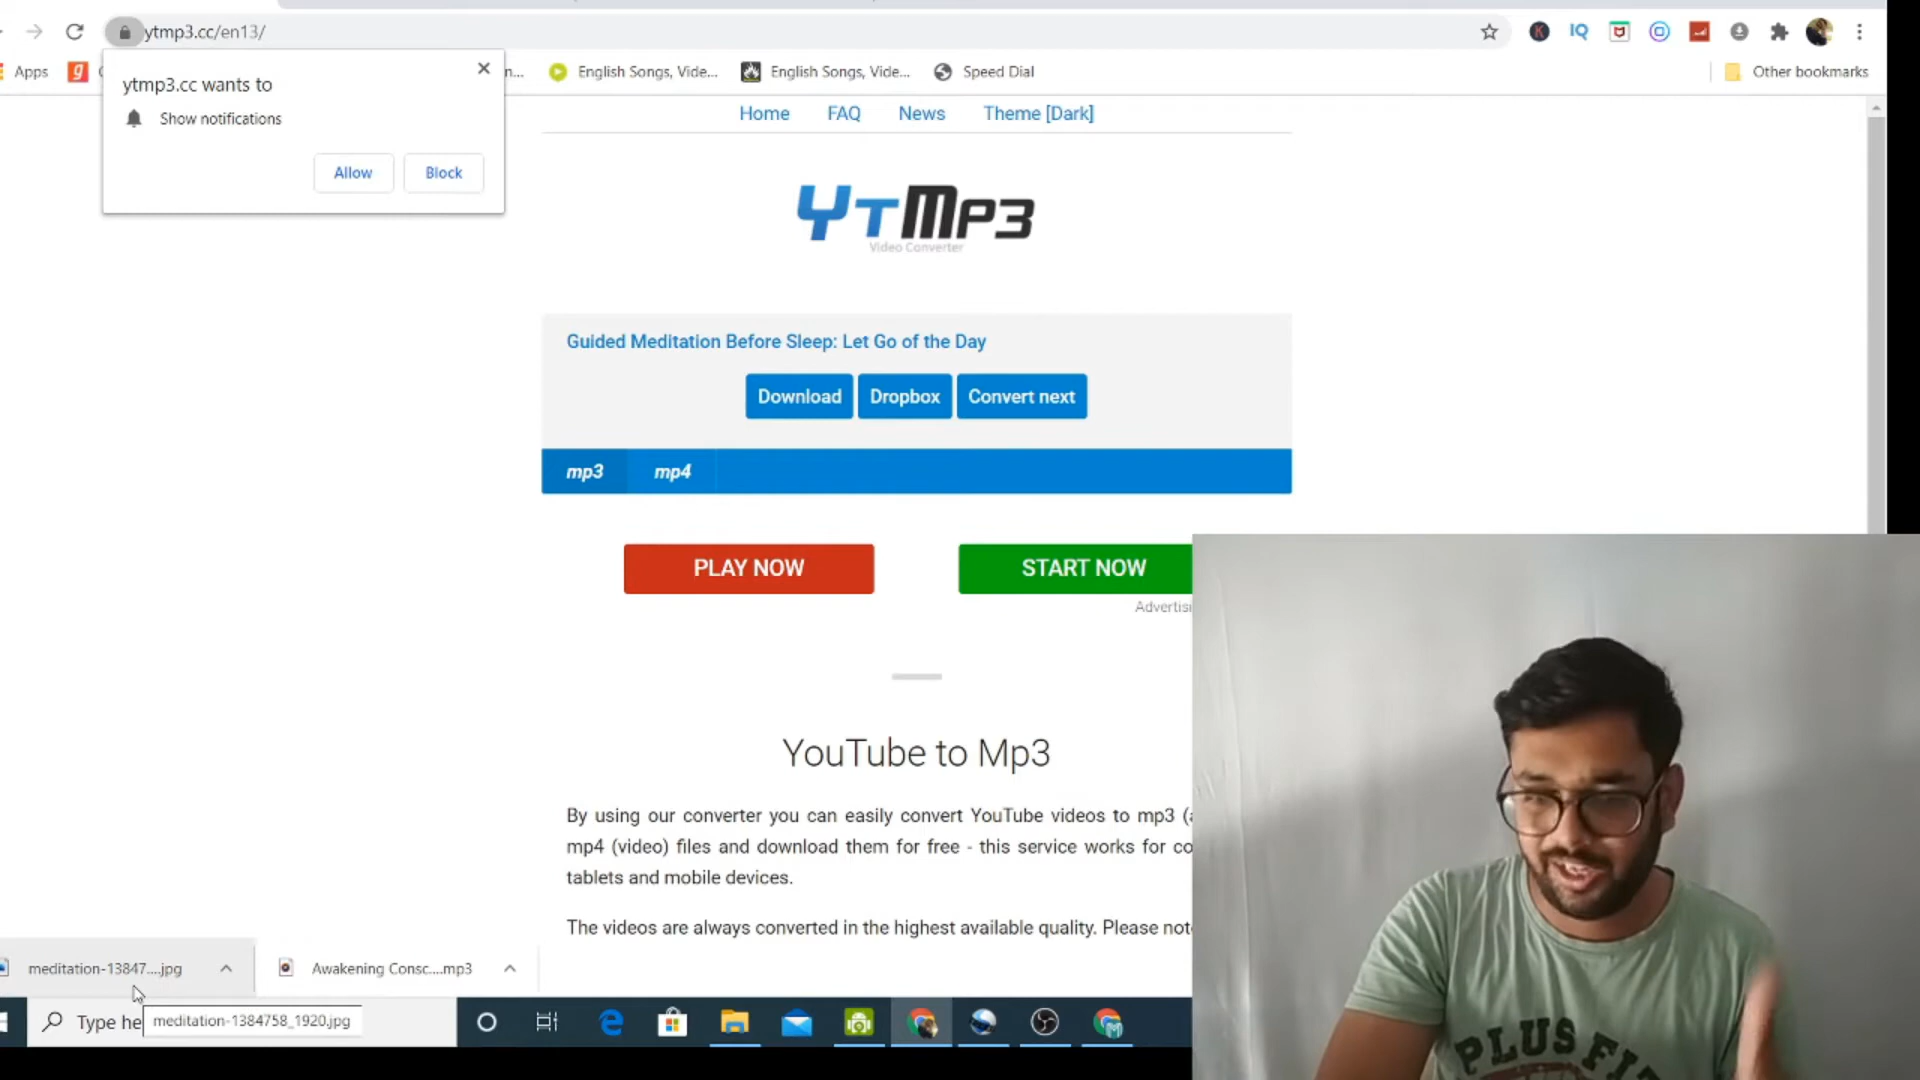 ytmp3.cc/en13/
Apps
n...
English Songs, Vide...
English Songs, Vide...
Speed Dial
Other bookmarks
ytmp3.cc wants to
Show notifications
Allow
Block
Home
FAQ
News
Theme [Dark]
YTMP3
Video Converter
Guided Meditation Before Sleep: Let Go of the Day
Download
Dropbox
Convert next
mp3
mp4
PLAY NOW
START NOW
Advertis
YouTube to Mp3
By using our converter you can easily convert YouTube videos to mp3 (
mp4 (video) files and download them for free - this service works for co
tablets and mobile devices.
The videos are always converted in the highest available quality. Please not
meditation-13847....jpg
Awakening Consc....mp3
Type he
meditation-1384758_1920.jpg
PLUS FIT